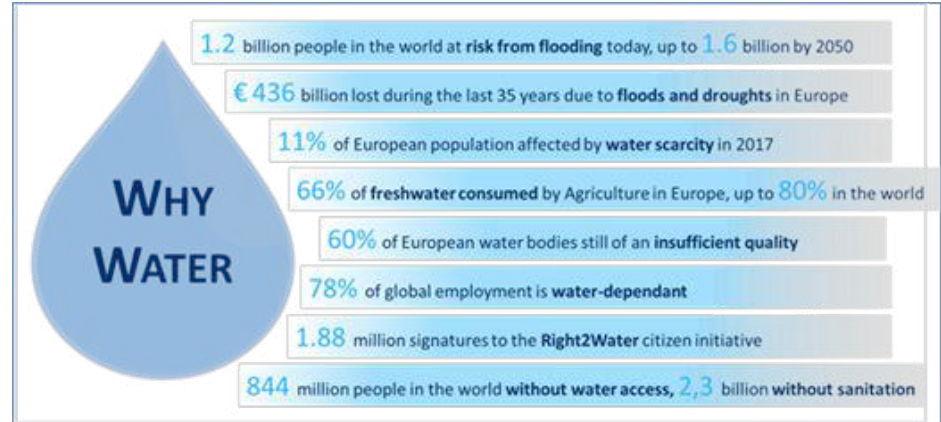 WHY
WATER
1.2 billion people in the world at risk from flooding today, up to 1.6 billion by 2050
€ 436 billion lost during the last 35 years due to floods and droughts in Europe
11% of European population affected by water scarcity in 2017
66% of freshwater consumed by Agriculture in Europe, up to 80% in the world
60% of European water bodies still of an insufficient quality
78% of global employment is water-dependant
1.88 million signatures to the Right2Water citizen initiative
844 million people in the world without water access, 2,3 billion without sanitation